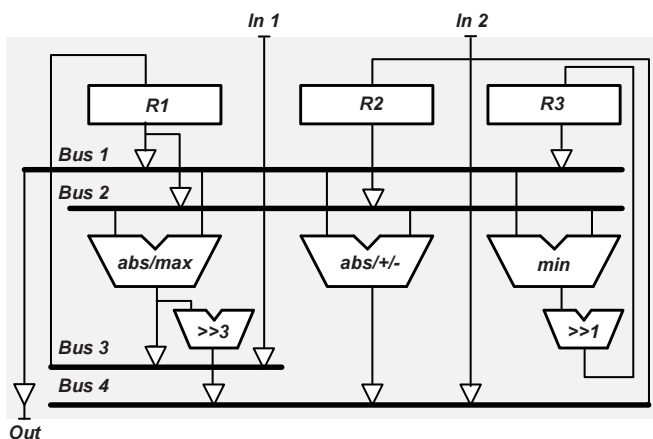 In 1 In 2
R1 R2 R3
Bus 1
Bus 2
abs/max abs/+/- min
>>3 >>1
Bus 3
Bus 4
Out